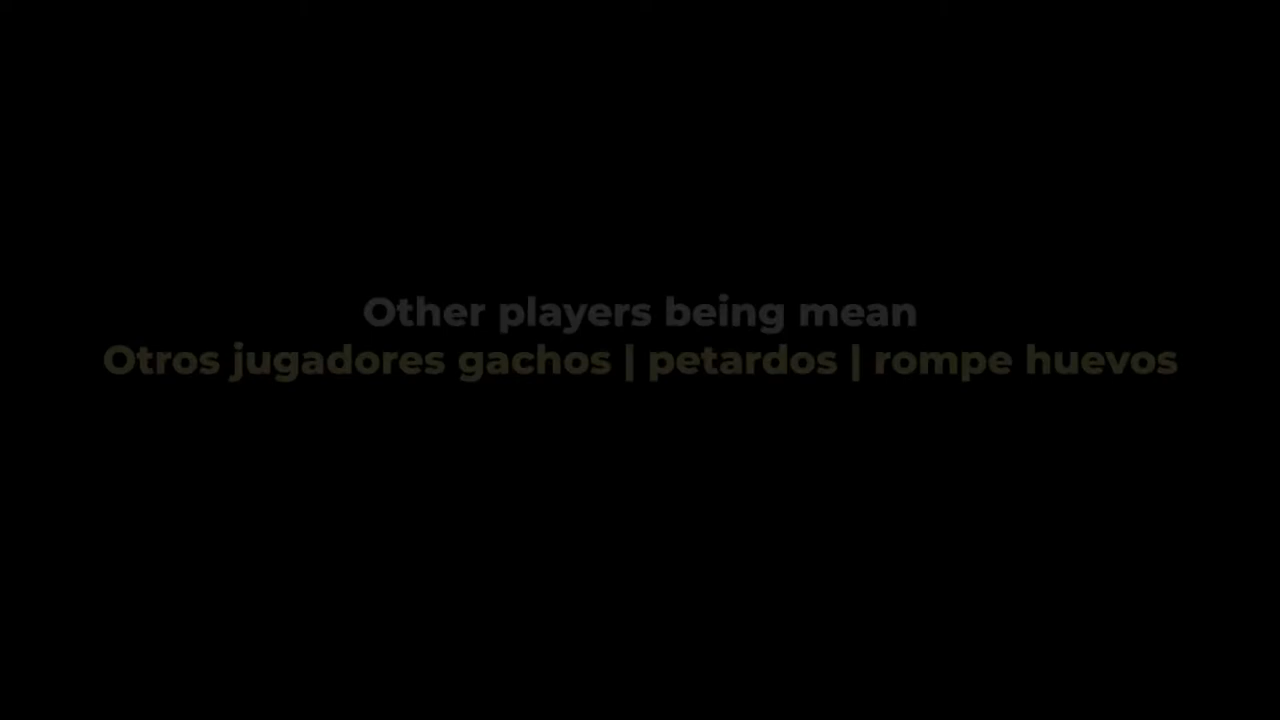 Other players being mean
Otros jugadores gachos | petardos | rompe huevos